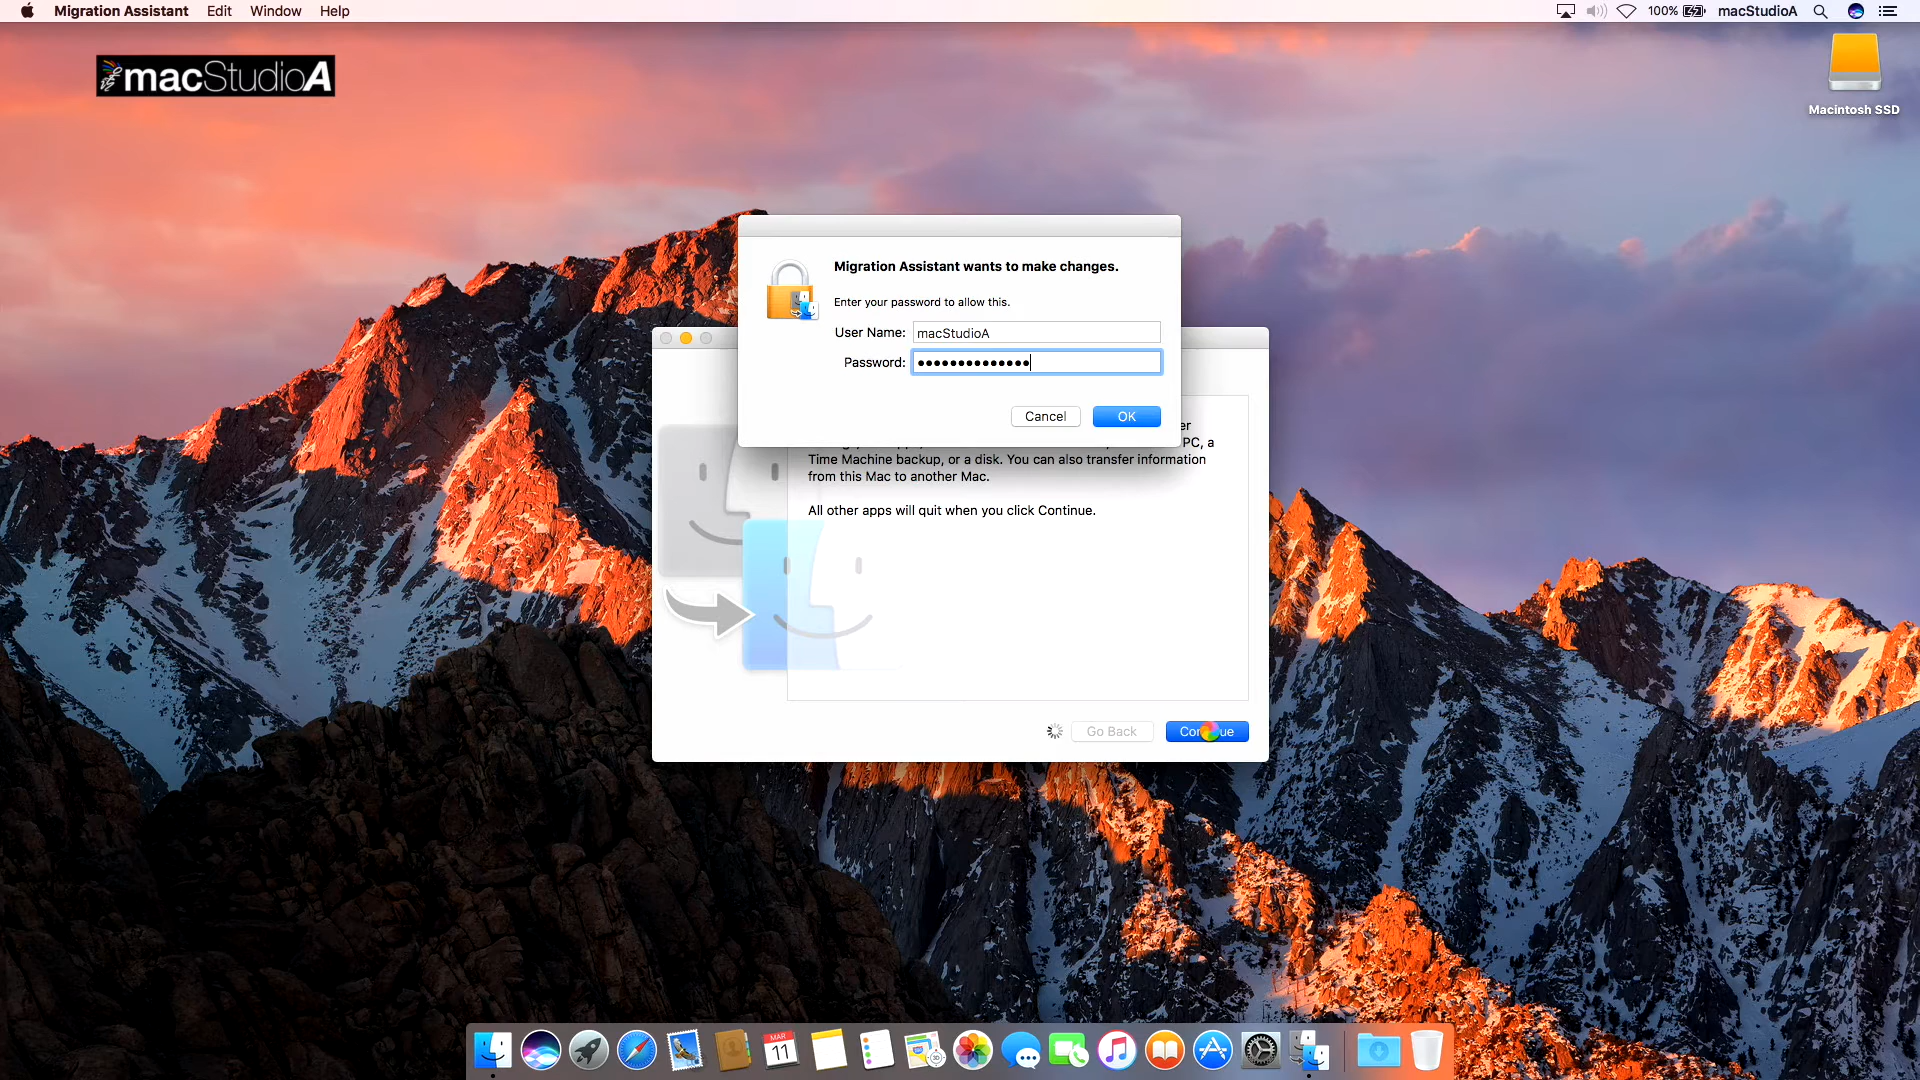 Migration Assistant Edit Window Help
100% macStudioA
macStudioA
Macintosh SSD
Migration Assistant wants to make changes.
Enter your password to allow this.
User Name: macStudioA
Password: ••••••••••••••
Cancel OK
er
PC, a
Time Machine backup, or a disk. You can also transfer information
from this Mac to another Mac.
All other apps will quit when you click Continue.
Go Back Continue
MAR
11
3D